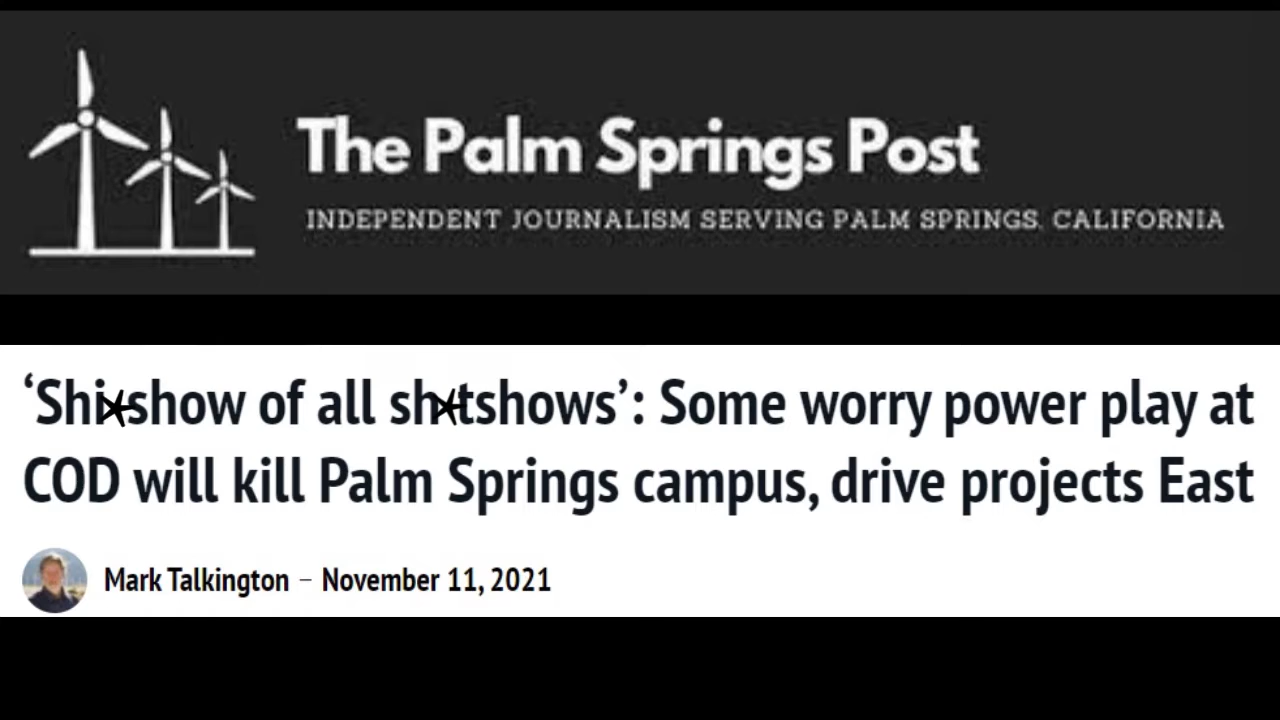 The Palm Springs Post
INDEPENDENT JOURNALISM SERVING PALM SPRINGS, CALIFORNIA
‘Shi*show of all sh*tshows’: Some worry power play at
COD will kill Palm Springs campus, drive projects East
Mark Talkington – November 11, 2021